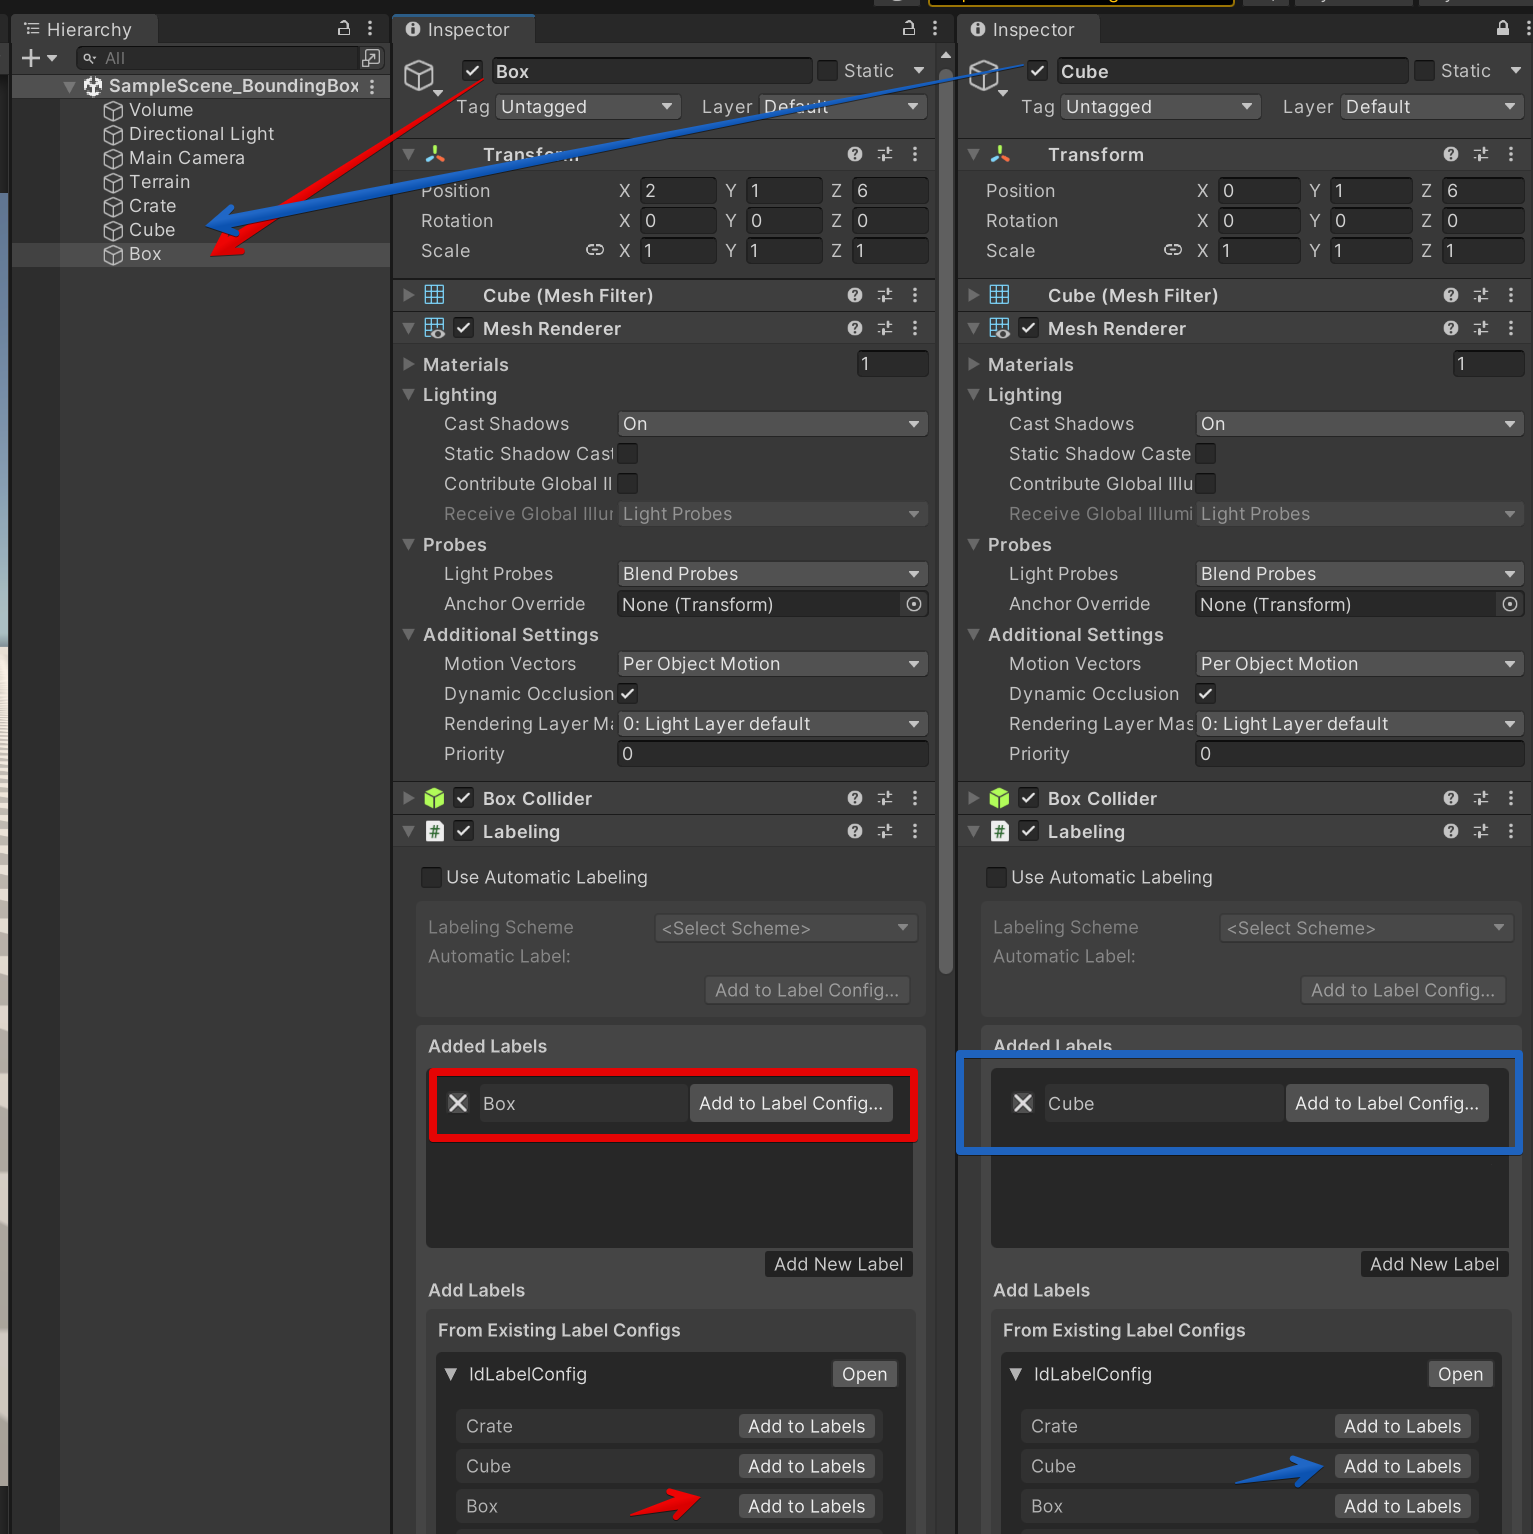 Hierarchy
All
SampleScene_BoundingBox
Volume
Directional Light
Main Camera
Terrain
Crate
Cube
Box
Inspector
Box
Static
Tag Untagged Layer Default
Transform
Position X 2 Y 1 Z 6
Rotation X 0 Y 0 Z 0
Scale X 1 Y 1 Z 1
Cube (Mesh Filter)
Mesh Renderer
Materials 1
Lighting
Cast Shadows On
Static Shadow Cast
Contribute Global Il
Receive Global Illur Light Probes
Probes
Light Probes Blend Probes
Anchor Override None (Transform)
Additional Settings
Motion Vectors Per Object Motion
Dynamic Occlusion
Rendering Layer Ma 0: Light Layer default
Priority 0
Box Collider
# Labeling
Use Automatic Labeling
Labeling Scheme <Select Scheme>
Automatic Label:
Add to Label Config...
Added Labels
Box Add to Label Config...
Add New Label
Add Labels
From Existing Label Configs
IdLabelConfig Open
Crate Add to Labels
Cube Add to Labels
Box Add to Labels
Inspector
Cube
Static
Tag Untagged Layer Default
Transform
Position X 0 Y 1 Z 6
Rotation X 0 Y 0 Z 0
Scale X 1 Y 1 Z 1
Cube (Mesh Filter)
Mesh Renderer
Materials 1
Lighting
Cast Shadows On
Static Shadow Caste
Contribute Global Illu
Receive Global Illumi Light Probes
Probes
Light Probes Blend Probes
Anchor Override None (Transform)
Additional Settings
Motion Vectors Per Object Motion
Dynamic Occlusion
Rendering Layer Mas 0: Light Layer default
Priority 0
Box Collider
# Labeling
Use Automatic Labeling
Labeling Scheme <Select Scheme>
Automatic Label:
Add to Label Config...
Added Labels
Cube Add to Label Config...
Add New Label
Add Labels
From Existing Label Configs
IdLabelConfig Open
Crate Add to Labels
Cube Add to Labels
Box Add to Labels